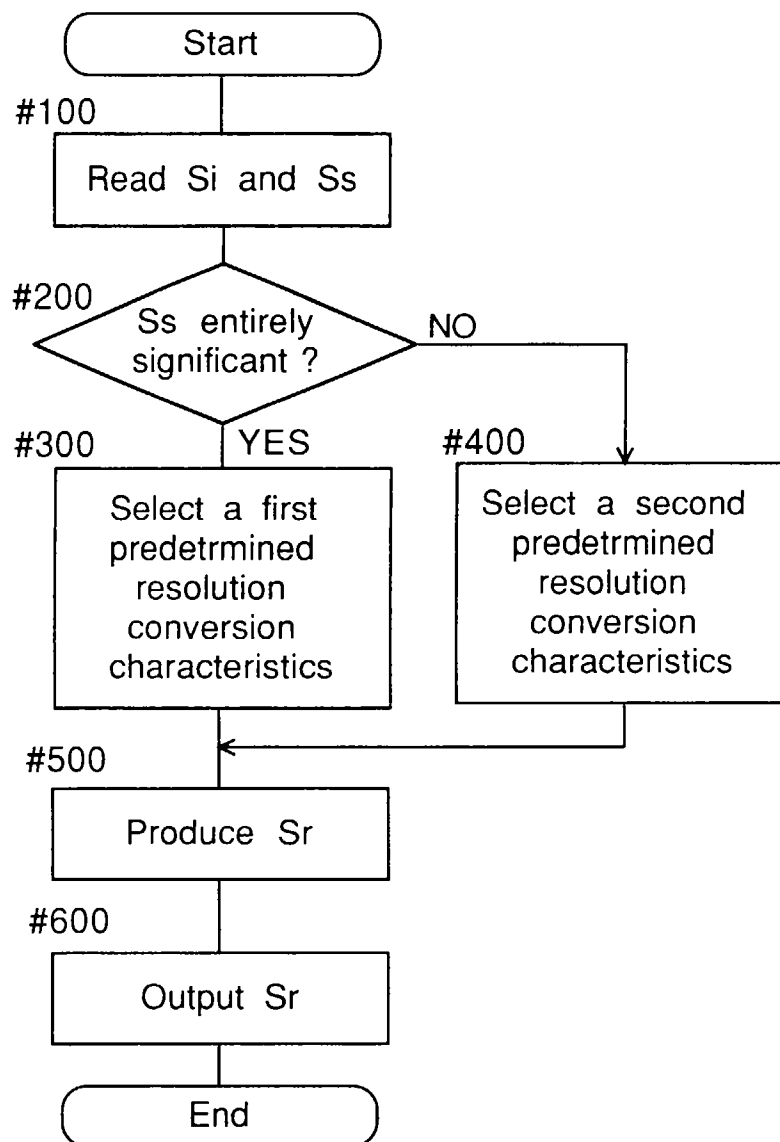 Start
#100
Read Si and Ss
#200
Ss entirely
significant ?
NO
#300
YES
#400
Select a first
predetrmined
resolution
conversion
characteristics
Select a second
predetrmined
resolution
conversion
characteristics
#500
Produce Sr
#600
Output Sr
End